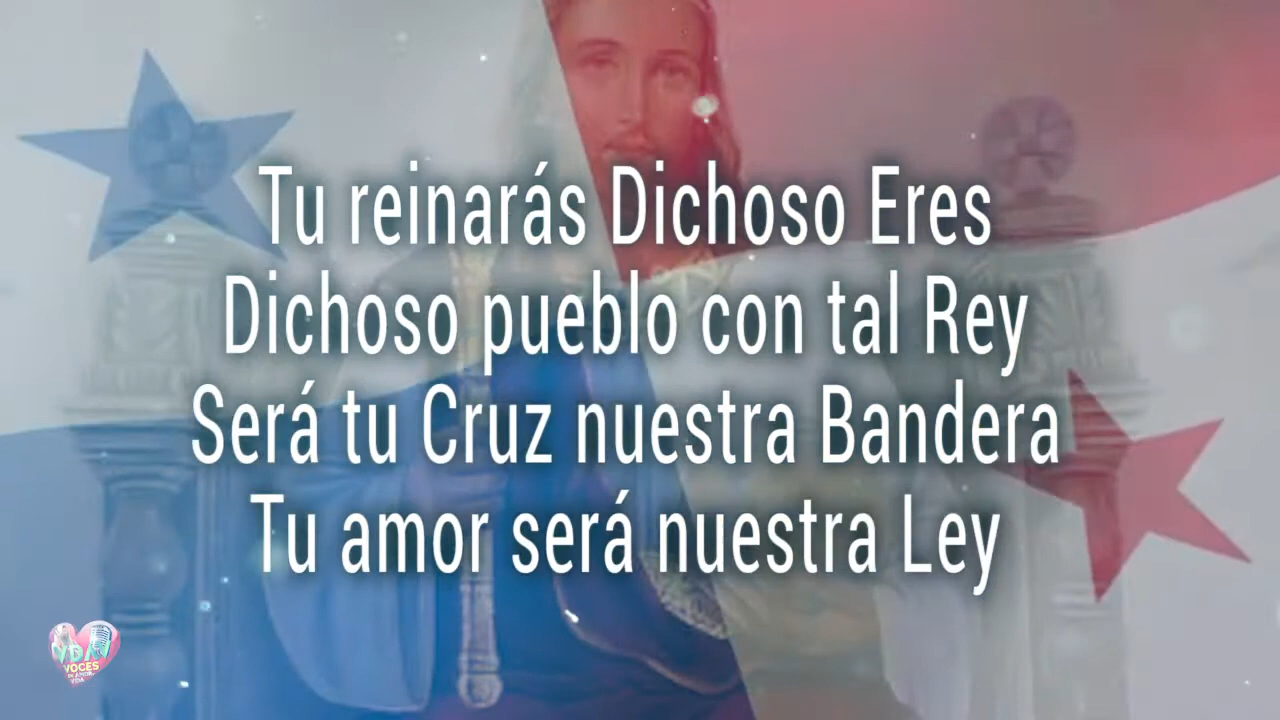 Tu reinarás Dichoso Eres
Dichoso pueblo con tal Rey
Será tu Cruz nuestra Bandera
Tu amor será nuestra Ley
VOCES
VIDA